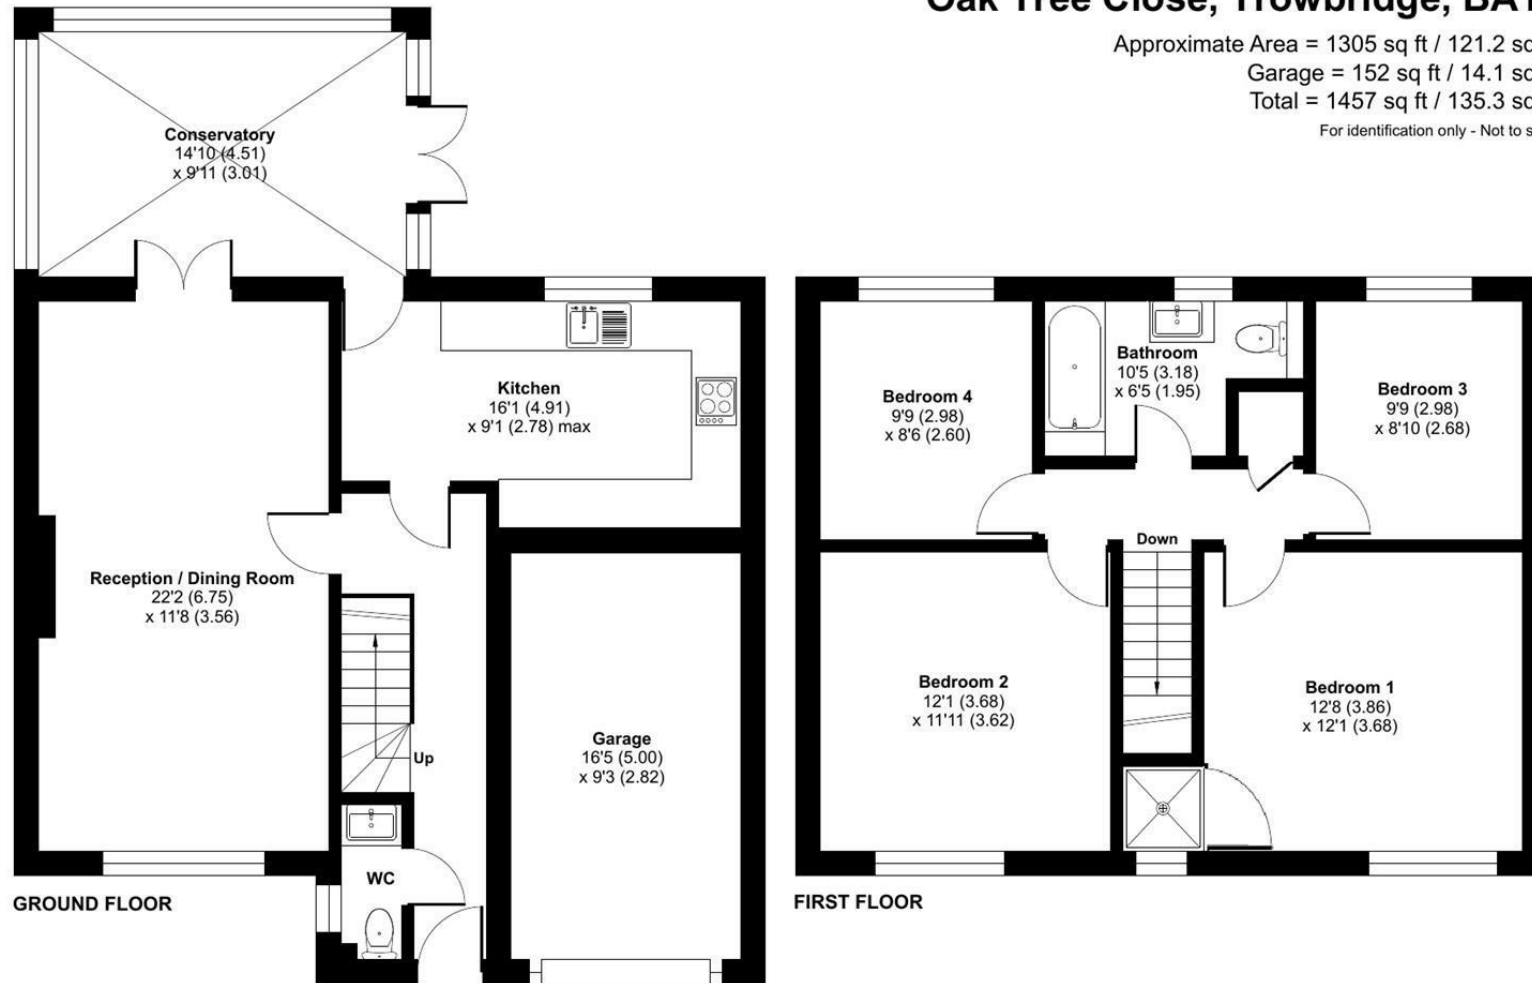 Oak Tree Close, Trowbridge,
Approximate Area = 1305 sq ft / 121.2
Garage = 152 sq ft / 14.1
Total = 1457 sq ft / 135.3
For identification only - Not to
Conservatory
14'10 (4.51)
x 9'11 (3.01)
Kitchen
16'1 (4.91)
x 9'1 (2.78) max
Reception / Dining Room
22'2 (6.75)
x 11'8 (3.56)
Up
Garage
16'5 (5.00)
x 9'3 (2.82)
WC
GROUND FLOOR
Bedroom 4
9'9 (2.98)
x 8'6 (2.60)
Bathroom
10'5 (3.18)
x 6'5 (1.95)
Bedroom 3
9'9 (2.98)
x 8'10 (2.68)
Down
Bedroom 2
12'1 (3.68)
x 11'11 (3.62)
Bedroom 1
12'8 (3.86)
x 12'1 (3.68)
FIRST FLOOR